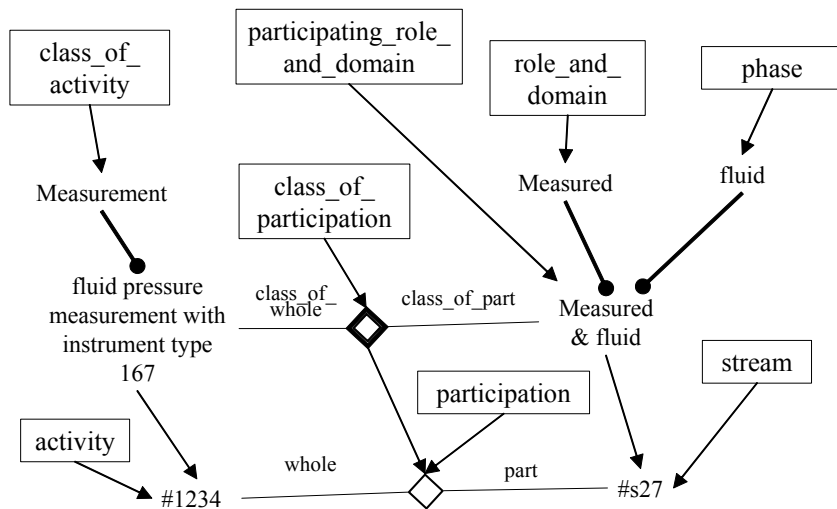 class_of_
activity
participating_role_
and_domain
role_and_
domain
phase
Measurement
class_of_
participation
Measured
fluid
fluid pressure
measurement with
instrument type
167
class_of_
whole
class_of_part
Measured
& fluid
participation
stream
activity
whole
part
#1234
#s27